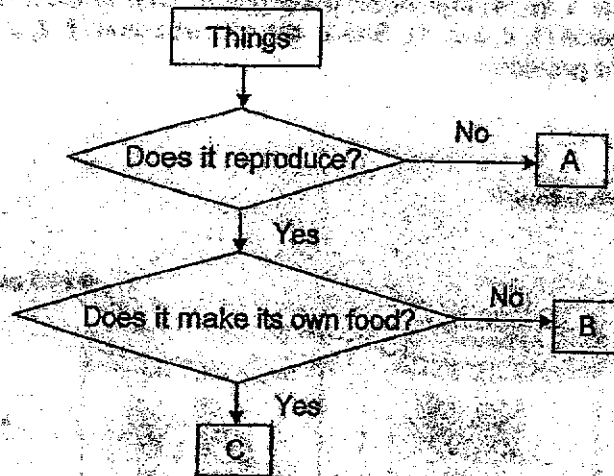 Things
Does it reproduce?
No
A
Yes
Does it make its own food?
No
B
Yes
C